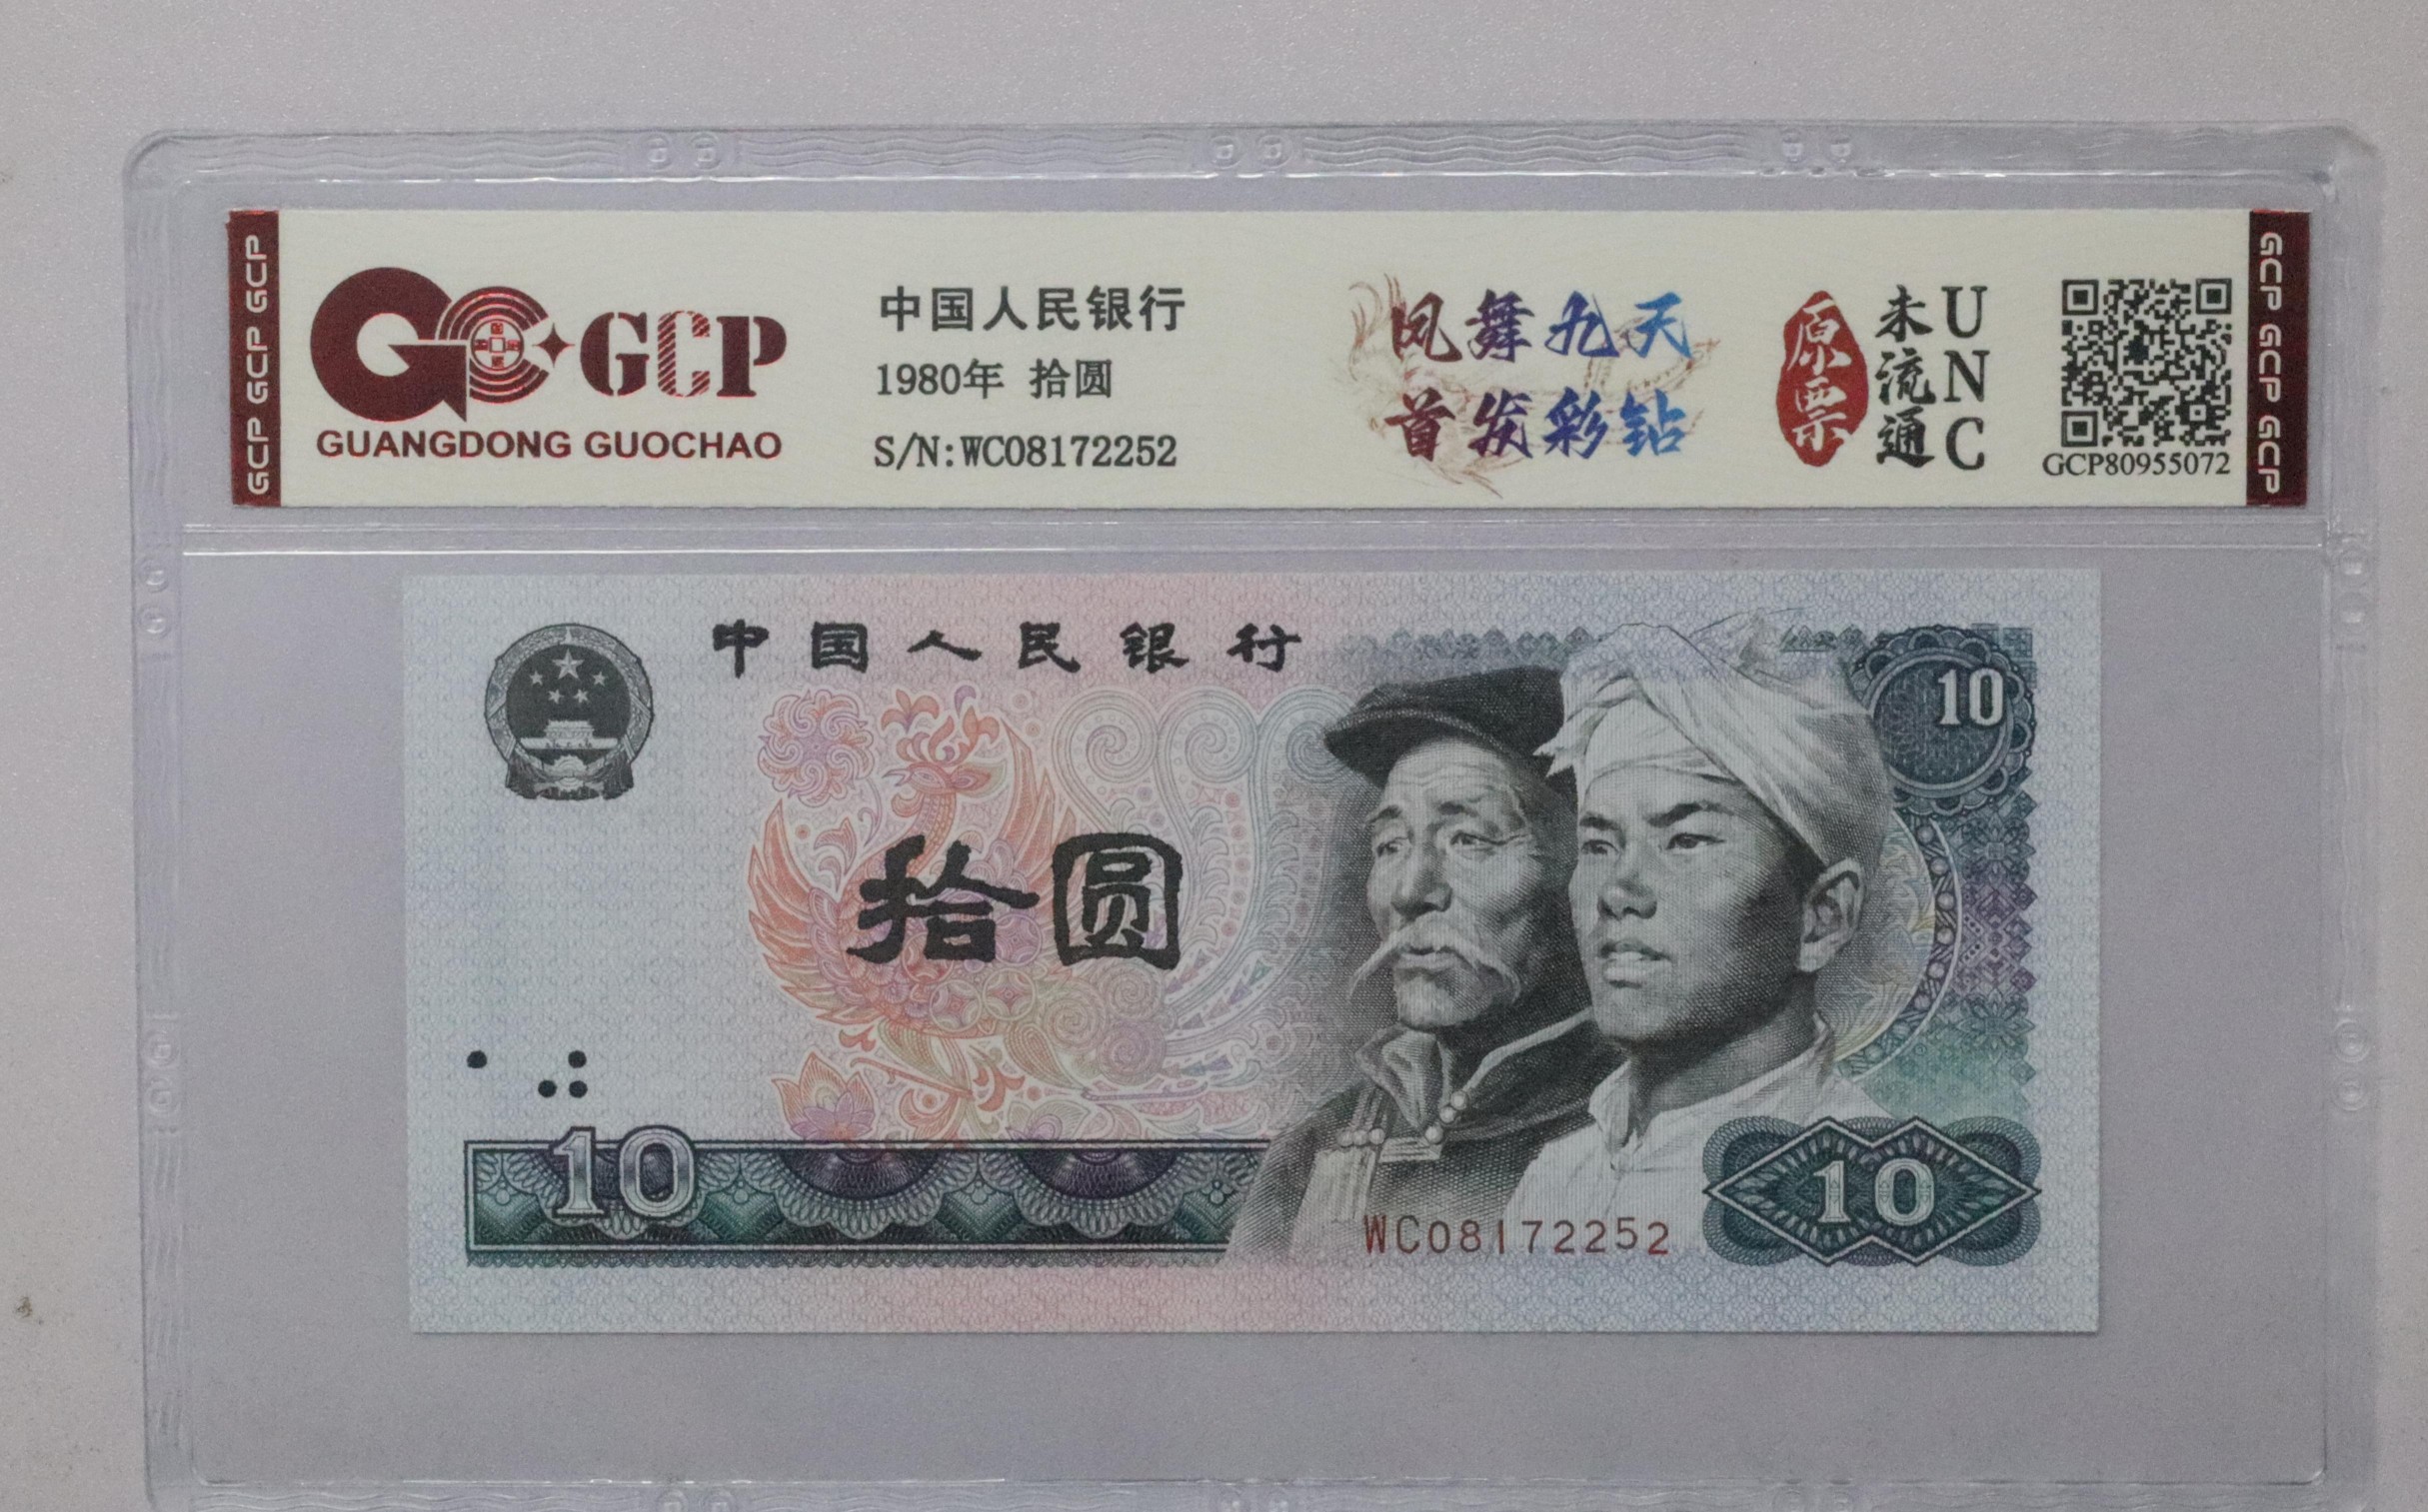 GCP GCP GCP
GCP
GUANGDONG GUOCHAO
中国人民银行
1980年 拾圆
S/N:WC08172252
凤舞九天
首发彩钻
原票
未流通
UNC
GCP80955072
GCP GCP GCP
中国人民银行
10
拾圆
10
WC08172252
10